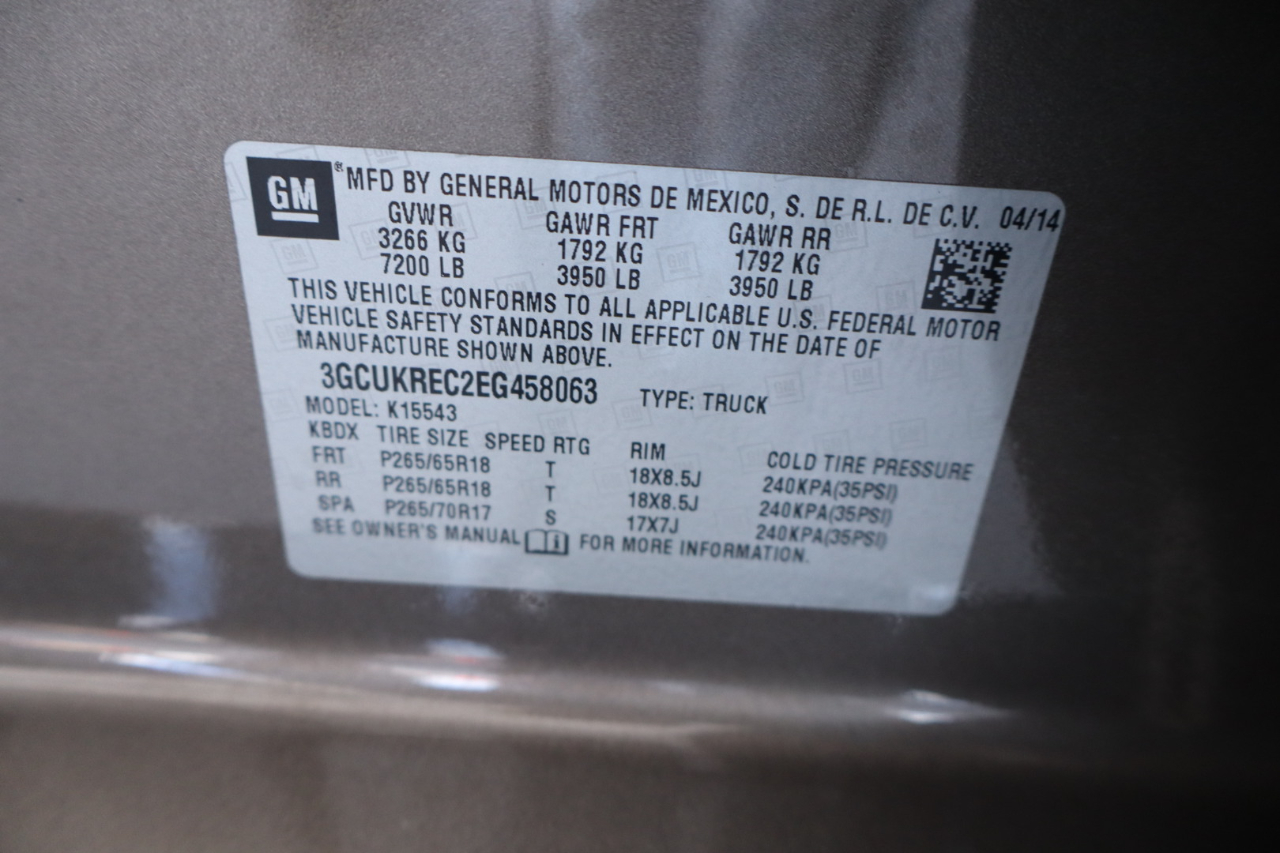 GM
® MFD BY GENERAL MOTORS DE MEXICO, S. DE R.L. DE C.V. 04/14
GVWR GAWR FRT GAWR RR
3266 KG 1792 KG 1792 KG
7200 LB 3950 LB 3950 LB
THIS VEHICLE CONFORMS TO ALL APPLICABLE U.S. FEDERAL MOTOR
VEHICLE SAFETY STANDARDS IN EFFECT ON THE DATE OF
MANUFACTURE SHOWN ABOVE.
3GCUKREC2EG458063 TYPE: TRUCK
MODEL: K15543
KBDX TIRE SIZE SPEED RTG RIM COLD TIRE PRESSURE
FRT P265/65R18 T 18X8.5J 240KPA(35PSI)
RR P265/65R18 T 18X8.5J 240KPA(35PSI)
SPA P265/70R17 S 17X7J 240KPA(35PSI)
SEE OWNER'S MANUAL i FOR MORE INFORMATION.